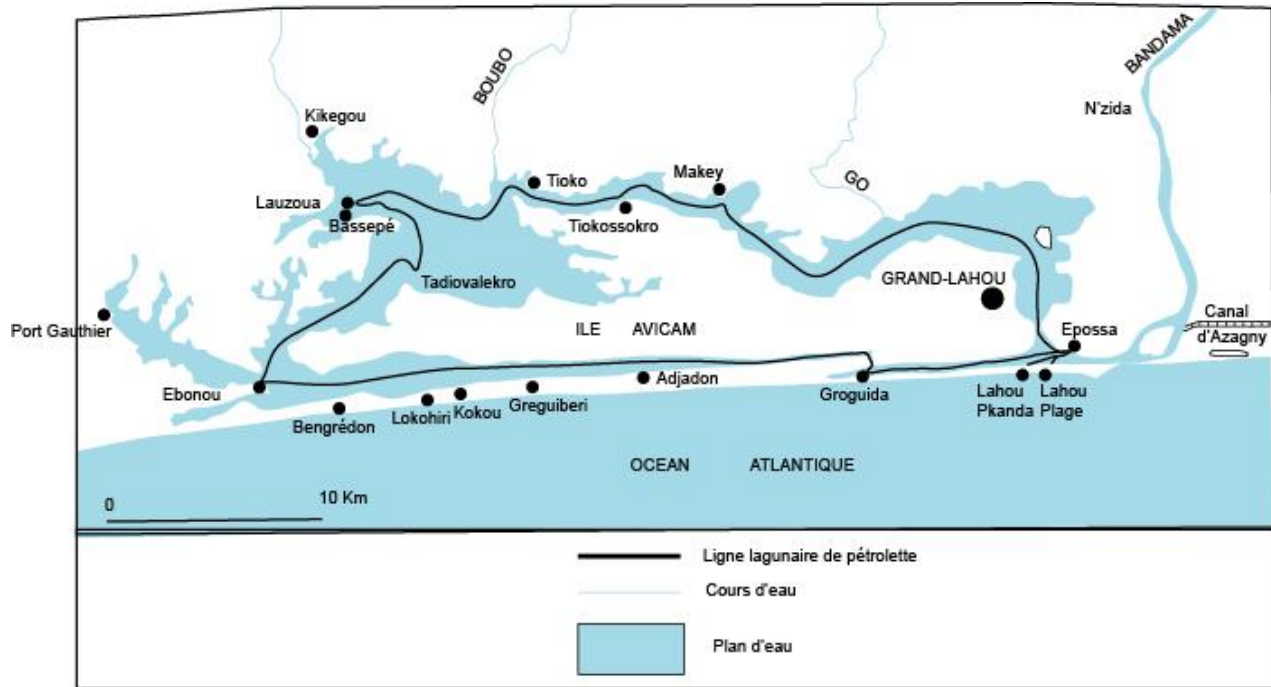 BANDAMA
BOUBO
N'zida
Kikegou
Makey
Tioko
GO
Lauzoua
Tiokossokro
Bassepé
Tadiovalekro
GRAND-LAHOU
Canal
d'Azagny
Port Gauthier
ILE AVICAM
Epossa
Ebonou
Adjadon
Groguida
Lahou
Pkanda
Lahou
Plage
Greguiberi
Kokou
Lokohiri
Bengrédon
OCEAN ATLANTIQUE
0
10 Km
Ligne lagunaire de pétrolette
Cours d'eau
Plan d'eau